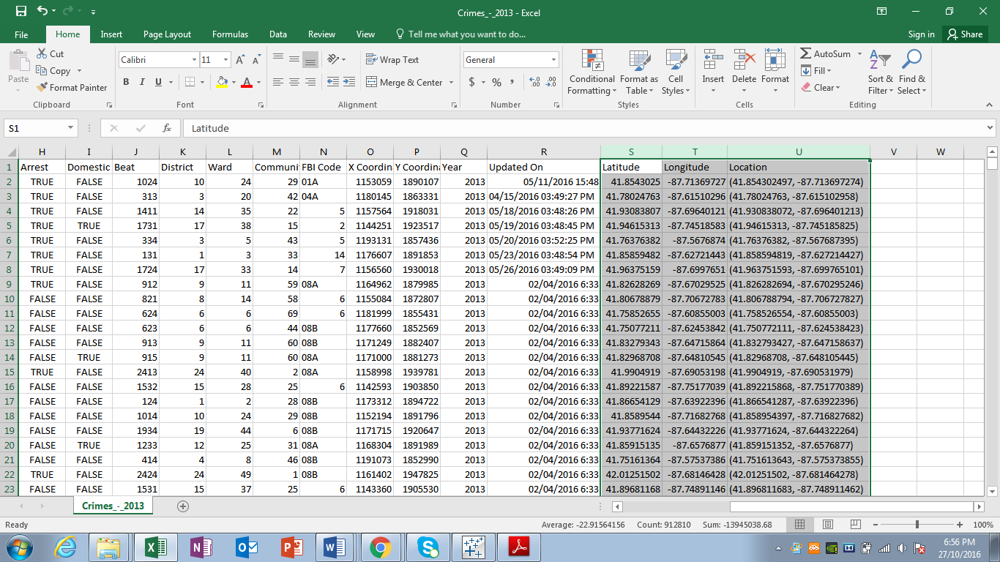 Crimes_-_2013 - Excel
File Home Insert Page Layout Formulas Data Review View Tell me what you want to do... Sign in Share
Cut
Copy
Format Painter
Paste
Calibri 11
B I U
Wrap Text
Merge & Center
General
$ % ,
Conditional Formatting
Format as Table
Cell Styles
Insert Delete Format
AutoSum
Fill
Clear
Sort & Filter
Find & Select
Clipboard Font Alignment Number Styles Cells Editing
S1 fx Latitude
H I J K L M N O P Q R S T U V W
1 Arrest Domestic Beat District Ward Communi FBI Code X Coordin Y Coordina Year Updated On Latitude Longitude Location
2 TRUE FALSE 1024 10 24 29 01A 1153059 1890107 2013 05/11/2016 15:48 41.8543025 -87.71369727 (41.854302497, -87.713697274)
3 TRUE FALSE 313 3 20 42 04A 1180145 1863331 2013 04/15/2016 03:49:27 PM 41.78024763 -87.61510296 (41.78024763, -87.615102958)
4 TRUE FALSE 1411 14 35 22 5 1157564 1918031 2013 05/18/2016 03:48:26 PM 41.93083807 -87.69640121 (41.930838072, -87.696401213)
5 TRUE TRUE 1731 17 38 15 2 1144251 1923517 2013 05/19/2016 03:48:45 PM 41.94615313 -87.74518583 (41.94615313, -87.745185825)
6 TRUE FALSE 334 3 5 43 5 1193131 1857436 2013 05/20/2016 03:52:25 PM 41.76376382 -87.5676874 (41.76376382, -87.567687395)
7 TRUE FALSE 131 1 3 33 14 1176607 1891853 2013 05/23/2016 03:48:54 PM 41.85859482 -87.62721443 (41.858594819, -87.627214427)
8 TRUE FALSE 1724 17 33 14 7 1156560 1930018 2013 05/26/2016 03:49:09 PM 41.96375159 -87.6997651 (41.963751593, -87.699765101)
9 TRUE FALSE 912 9 11 59 08A 1164962 1879985 2013 02/04/2016 6:33 41.82628269 -87.67029525 (41.826282694, -87.670295246)
10 FALSE FALSE 821 8 14 58 6 1155084 1872807 2013 02/04/2016 6:33 41.80678879 -87.70672783 (41.806788794, -87.706727827)
11 FALSE FALSE 624 6 6 69 6 1181999 1855431 2013 02/04/2016 6:33 41.75852655 -87.60855003 (41.758526554, -87.60855003)
12 FALSE FALSE 623 6 6 44 08B 1177660 1852569 2013 02/04/2016 6:33 41.75077211 -87.62453842 (41.750772111, -87.624538423)
13 FALSE FALSE 913 9 11 60 08B 1171249 1882407 2013 02/04/2016 6:33 41.83279343 -87.64715864 (41.832793427, -87.647158637)
14 FALSE TRUE 915 9 11 60 08A 1171000 1881273 2013 02/04/2016 6:33 41.82968708 -87.64810545 (41.82968708, -87.648105445)
15 TRUE FALSE 2413 24 40 2 08A 1158998 1939781 2013 02/04/2016 6:33 41.9904919 -87.69053198 (41.9904919, -87.690531979)
16 FALSE FALSE 1532 15 28 25 6 1142593 1903850 2013 02/04/2016 6:33 41.89221587 -87.75177039 (41.892215868, -87.751770389)
17 FALSE FALSE 124 1 2 28 08B 1173312 1894722 2013 02/04/2016 6:33 41.86654129 -87.63922396 (41.866541287, -87.63922396)
18 FALSE FALSE 1014 10 24 29 08B 1152194 1891796 2013 02/04/2016 6:33 41.8589544 -87.71682768 (41.858954397, -87.716827682)
19 FALSE FALSE 1934 19 44 6 08B 1171715 1920647 2013 02/04/2016 6:33 41.93771624 -87.64432226 (41.93771624, -87.644322264)
20 FALSE TRUE 1233 12 25 31 08A 1168304 1891989 2013 02/04/2016 6:33 41.85915135 -87.6576877 (41.859151352, -87.6576877)
21 FALSE FALSE 414 4 8 46 08B 1191073 1852990 2013 02/04/2016 6:33 41.75161364 -87.57537386 (41.751613643, -87.575373855)
22 TRUE FALSE 2424 24 49 1 08B 1161402 1947825 2013 02/04/2016 6:33 42.01251502 -87.68146428 (42.01251502, -87.681464278)
23 FALSE FALSE 1531 15 37 25 6 1143360 1905530 2013 02/04/2016 6:33 41.89681168 -87.74891146 (41.896811683, -87.748911462)
Crimes_-_2013
Ready Average: -22.91564156 Count: 912810 Sum: -13945038.68 100%
6:56 PM
27/10/2016